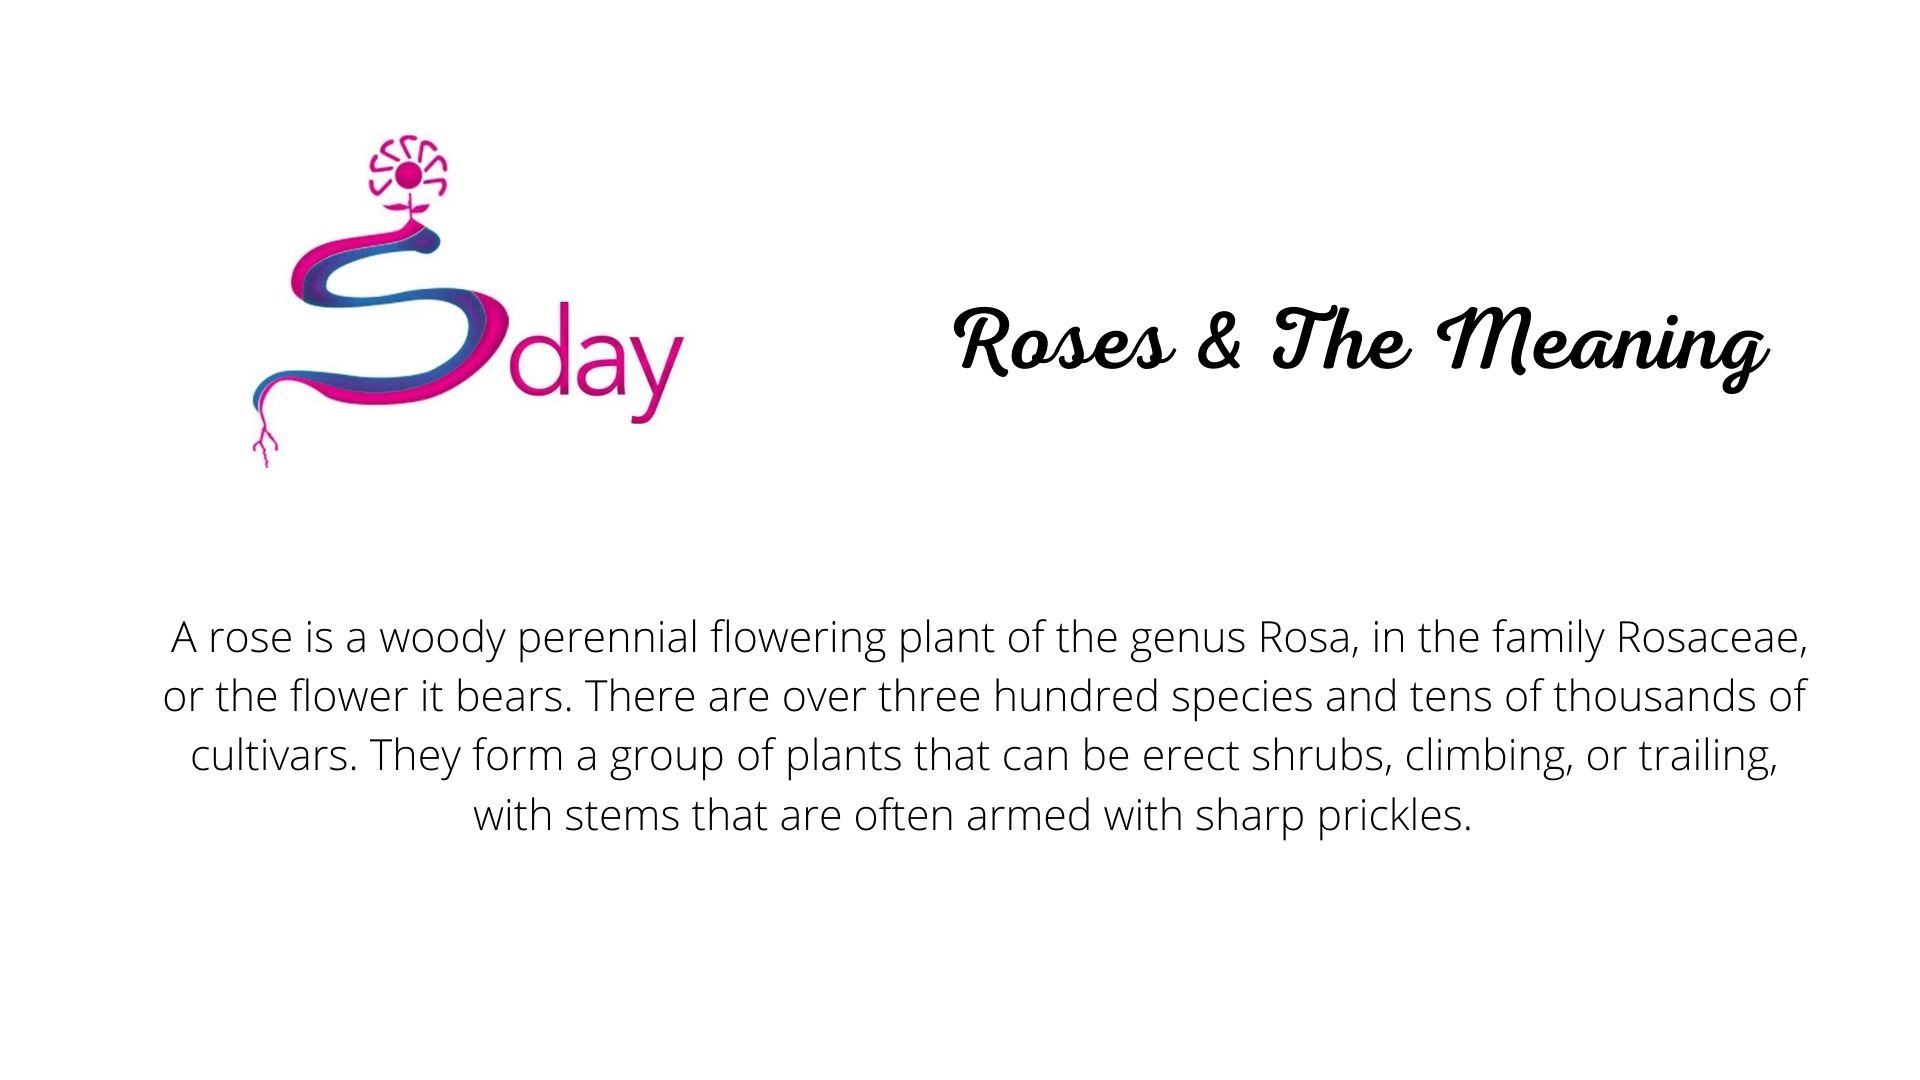 Sday
Roses & The Meaning
A rose is a woody perennial flowering plant of the genus Rosa, in the family Rosaceae,
or the flower it bears. There are over three hundred species and tens of thousands of
cultivars. They form a group of plants that can be erect shrubs, climbing, or trailing,
with stems that are often armed with sharp prickles.